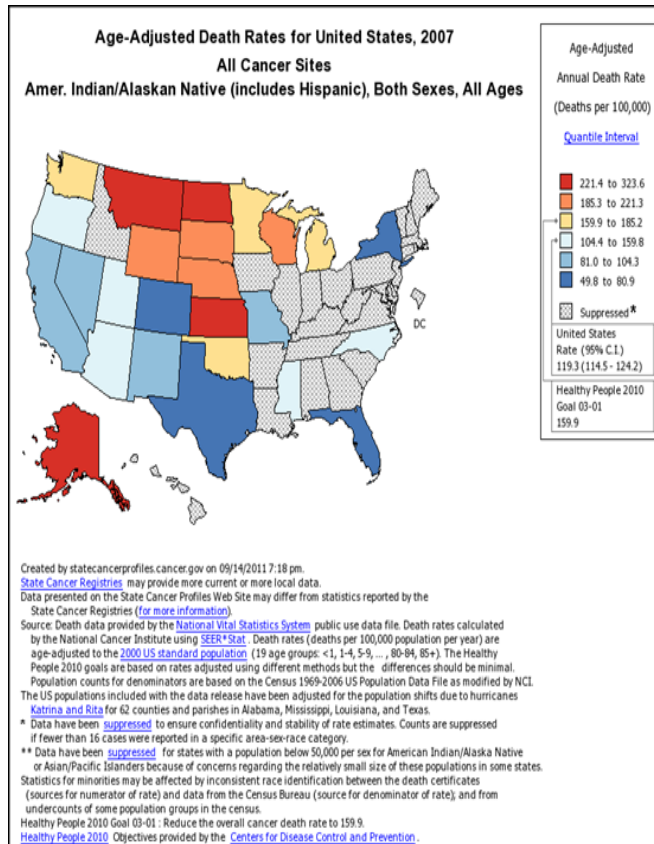 Age-Adjusted Death Rates for United States, 2007
All Cancer Sites
Amer. Indian/Alaskan Native (includes Hispanic), Both Sexes, All Ages
Age-Adjusted
Annual Death Rate
(Deaths per 100,000)
Quantile Interval
221.4 to 323.6
185.3 to 221.3
159.9 to 185.2
104.4 to 159.8
81.0 to 104.3
49.8 to 80.9
Suppressed*
United States
Rate (95% C.I.)
119.3 (114.5 - 124.2)
Healthy People 2010
Goal 03-01
159.9
DC
Created by statecancerprofiles.cancer.gov on 09/14/2011 7:18 pm.
State Cancer Registries may provide more current or more local data.
Data presented on the State Cancer Profiles Web Site may differ from statistics reported by the
State Cancer Registries (for more information).
Source: Death data provided by the National Vital Statistics System public use data file. Death rates calculated
by the National Cancer Institute using SEER*Stat. Death rates (deaths per 100,000 population per year) are
age-adjusted to the 2000 US standard population (19 age groups: <1, 1-4, 5-9, ... , 80-84, 85+). The Healthy
People 2010 goals are based on rates adjusted using different methods but the differences should be minimal.
Population counts for denominators are based on the Census 1969-2006 US Population Data File as modified by NCI.
The US populations included with the data release have been adjusted for the population shifts due to hurricanes
Katrina and Rita for 62 counties and parishes in Alabama, Mississippi, Louisiana, and Texas.
* Data have been suppressed to ensure confidentiality and stability of rate estimates. Counts are suppressed
if fewer than 16 cases were reported in a specific area-sex-race category.
** Data have been suppressed for states with a population below 50,000 per sex for American Indian/Alaska Native
or Asian/Pacific Islanders because of concerns regarding the relatively small size of these populations in some states.
Statistics for minorities may be affected by inconsistent race identification between the death certificates
(sources for numerator of rate) and data from the Census Bureau (source for denominator of rate); and from
undercounts of some population groups in the census.
Healthy People 2010 Goal 03-01 : Reduce the overall cancer death rate to 159.9.
Healthy People 2010 Objectives provided by the Centers for Disease Control and Prevention.